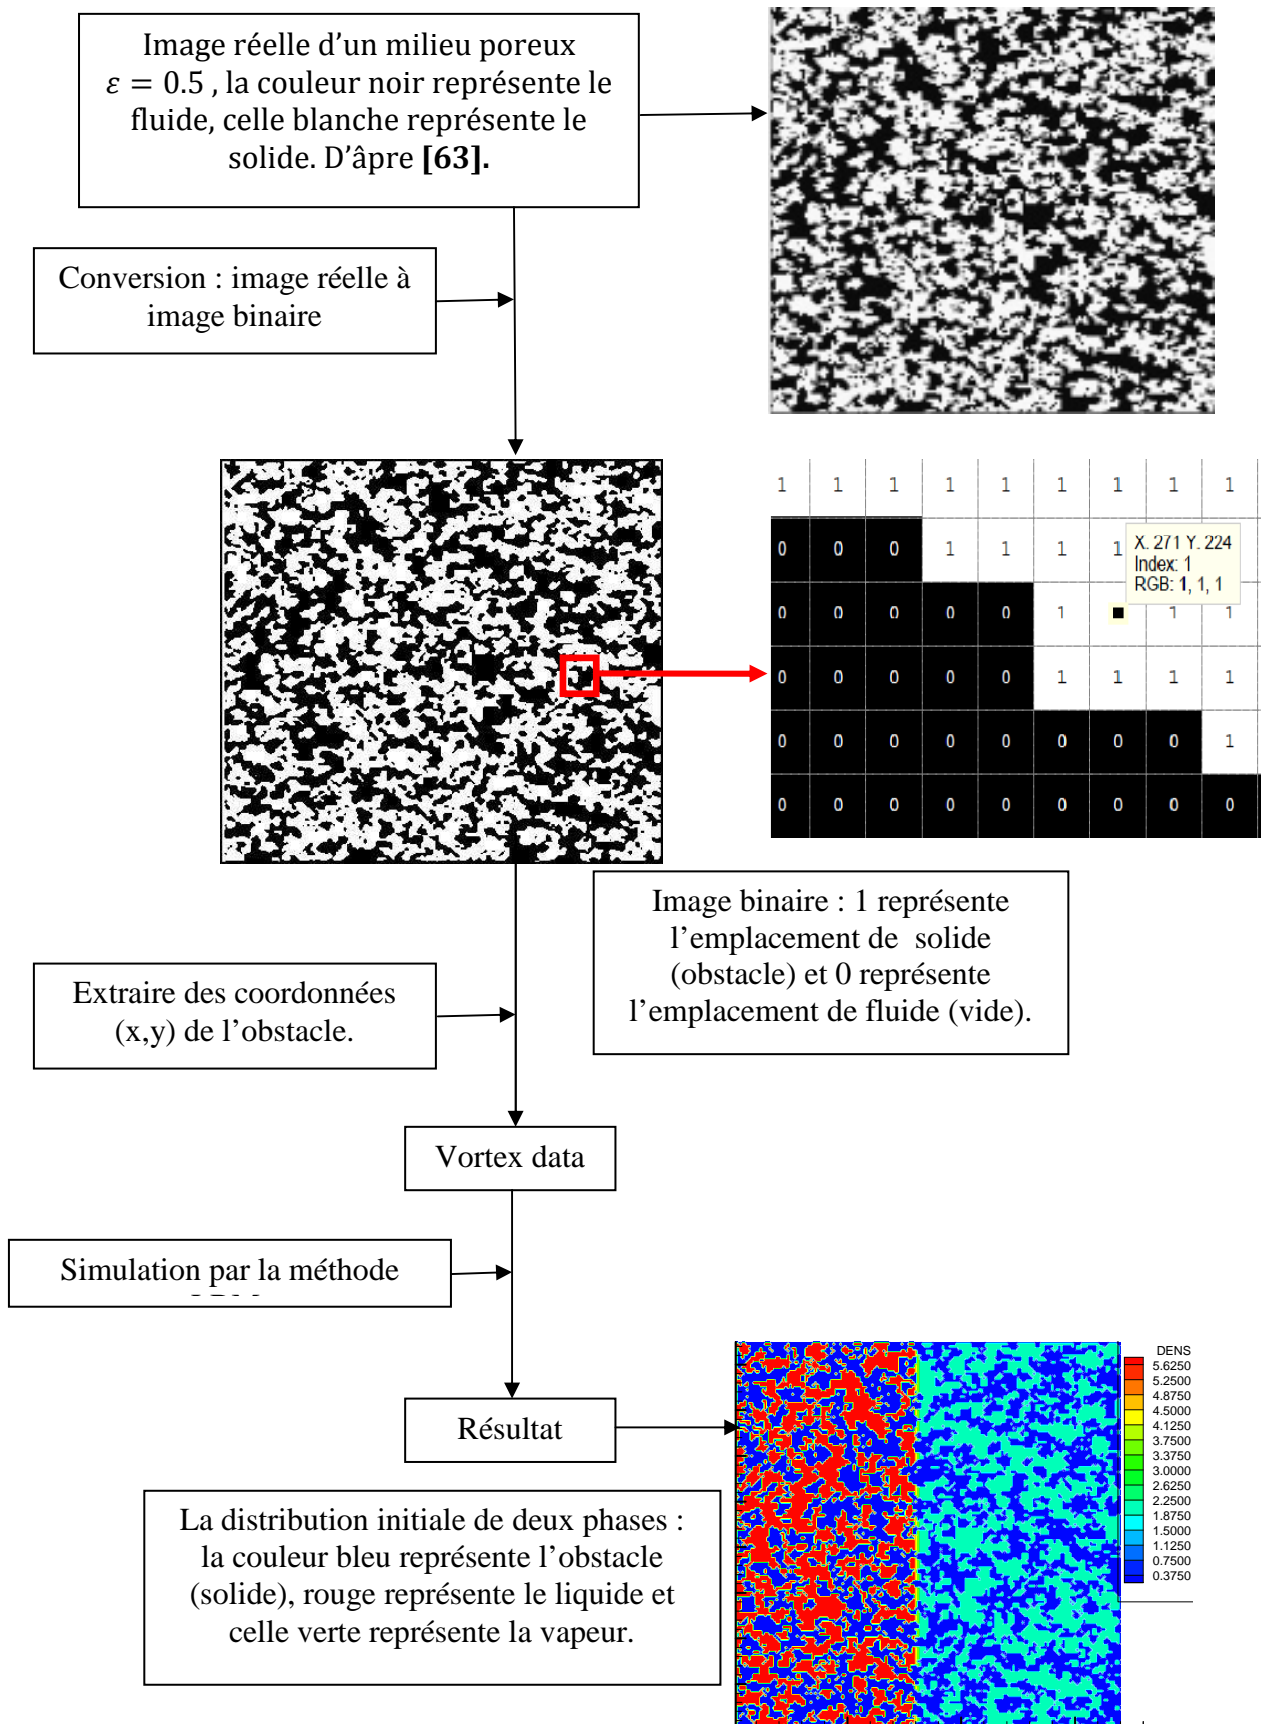 Image réelle d'un milieu poreux
𝜀 = 0.5 , la couleur noir représente le
fluide, celle blanche représente le
solide. D'âpre [63].
Conversion : image réelle à
image binaire
1 1 1 1 1 1 1 1 1
0 0 0 1 1 1 1
X. 271 Y. 224
Index: 1
RGB: 1, 1, 1
0 0 0 0 0 1 1 1
0 0 0 0 0 1 1 1 1
0 0 0 0 0 0 0 0 1
0 0 0 0 0 0 0 0 0
Image binaire : 1 représente
l'emplacement de solide
(obstacle) et 0 représente
l'emplacement de fluide (vide).
Extraire des coordonnées
(x,y) de l'obstacle.
Vortex data
Simulation par la méthode
Résultat
DENS
5.6250
5.2500
4.8750
4.5000
4.1250
3.7500
3.3750
3.0000
2.6250
2.2500
1.8750
1.5000
1.1250
0.7500
0.3750
La distribution initiale de deux phases :
la couleur bleu représente l'obstacle
(solide), rouge représente le liquide et
celle verte représente la vapeur.